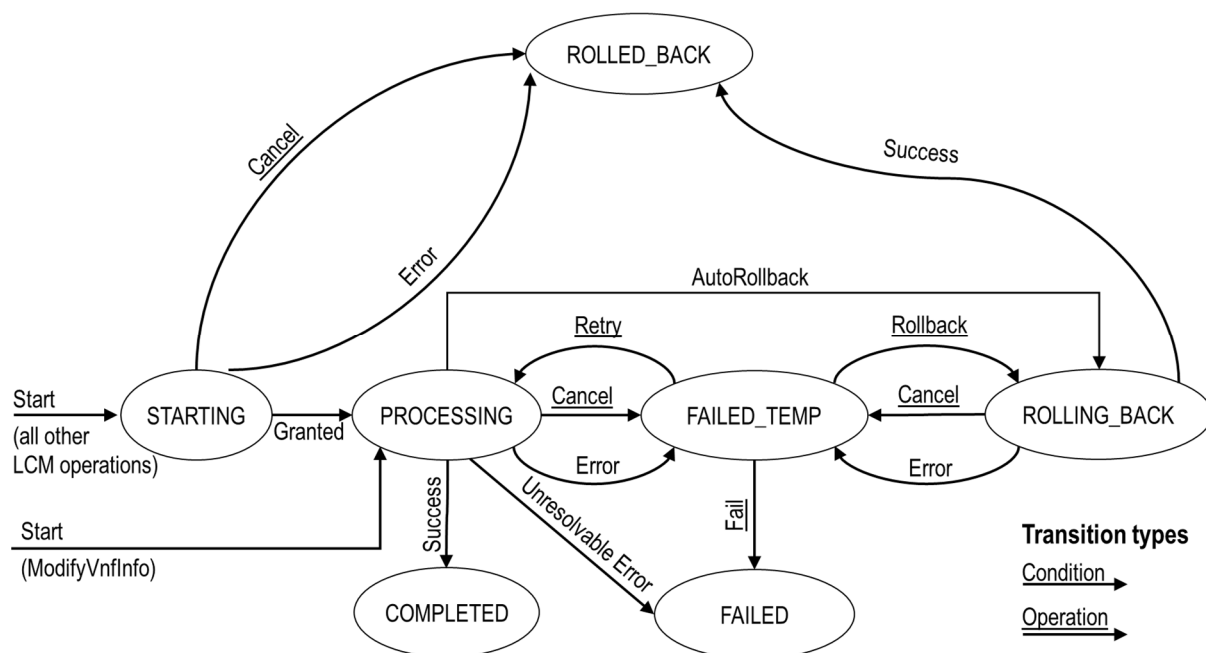 ROLLED_BACK
Cancel
Success
Error
AutoRollback
Retry
Rollback
Start
(all other
LCM operations)
STARTING
Granted
PROCESSING
Cancel
FAILED_TEMP
Cancel
ROLLING_BACK
Error
Error
Start
(ModifyVnfInfo)
Success
Unresolvable Error
Fail
COMPLETED
FAILED
Transition types
Condition
Operation